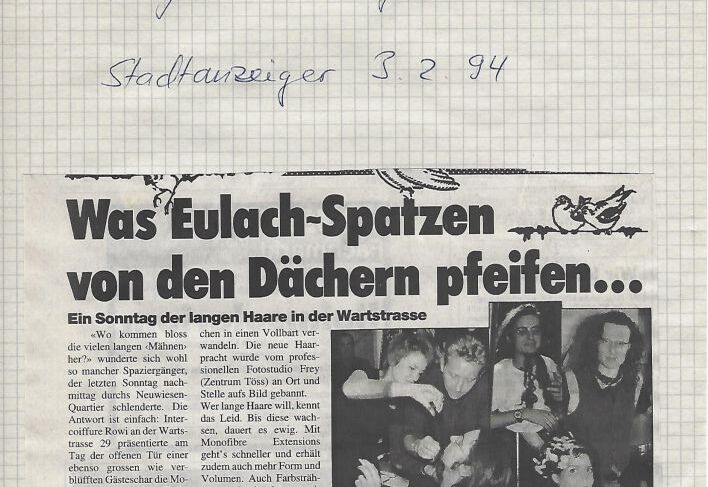 Stadtanzeiger 3. 2. 94
Was Eulach-Spatzen
von den Dächern pfeifen...
Ein Sonntag der langen Haare in der Wartstrasse
«Wo kommen bloss
die vielen langen ‹Mähnen›
her?» wunderte sich wohl
so mancher Spaziergänger,
der letzten Sonntag nach-
mittag durchs Neuwiesen-
Quartier schlenderte. Die
Antwort ist einfach: Inter-
coiffure Rowi an der Warts-
trasse 29 präsentierte am
Tag der offenen Tür einer
ebenso grossen wie ver-
blüfften Gästeschar die Mo-
chen in einen Vollbart ver-
wandeln. Die neue Haar-
pracht wurde vom profes-
sionellen Fotostudio Frey
(Zentrum Töss) an Ort und
Stelle aufs Bild gebannt.
Wer lange Haare will, kennt
das Leid. Bis diese wach-
sen, dauert es ewig. Mit
Monofibre Extensions
geht's schneller und erhält
zudem auch mehr Form und
Volumen. Auch Farbsträh-